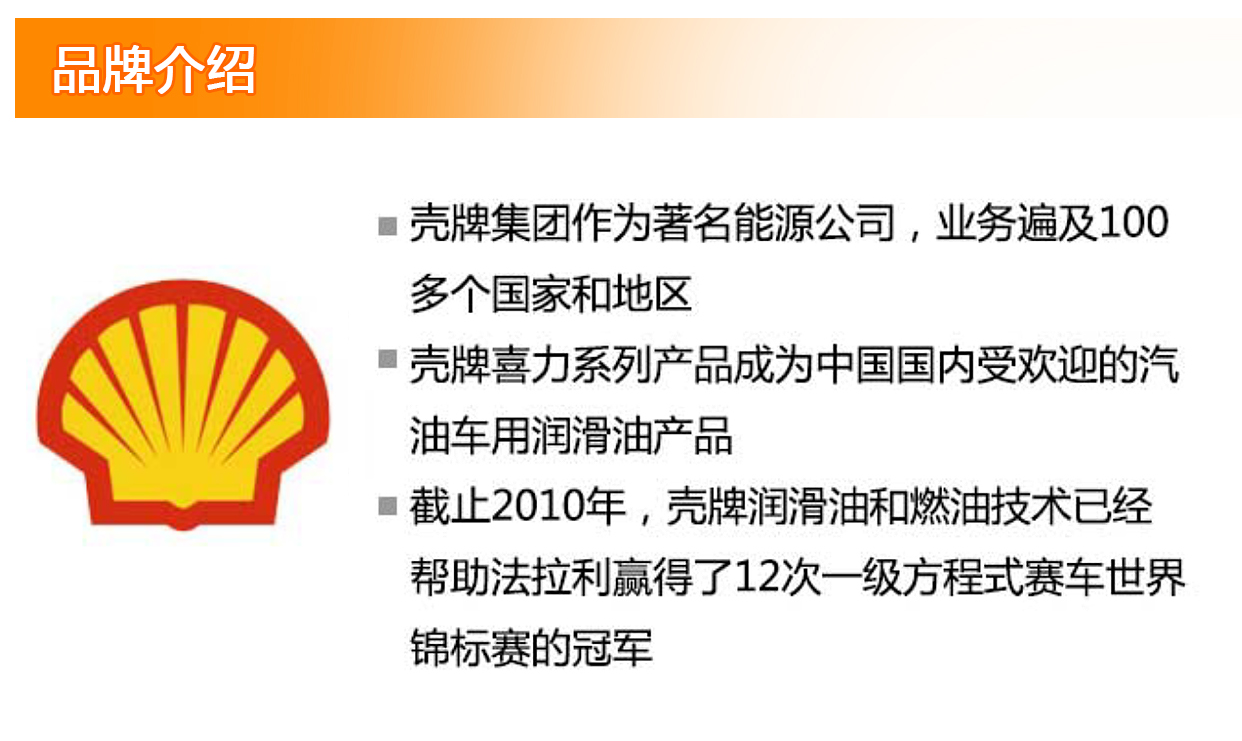 品牌介绍
壳牌集团作为著名能源公司，业务遍及100
多个国家和地区
壳牌喜力系列产品成为中国国内受欢迎的汽
油车用润滑油产品
截止2010年，壳牌润滑油和燃油技术已经
帮助法拉利赢得了12次一级方程式赛车世界
锦标赛的冠军